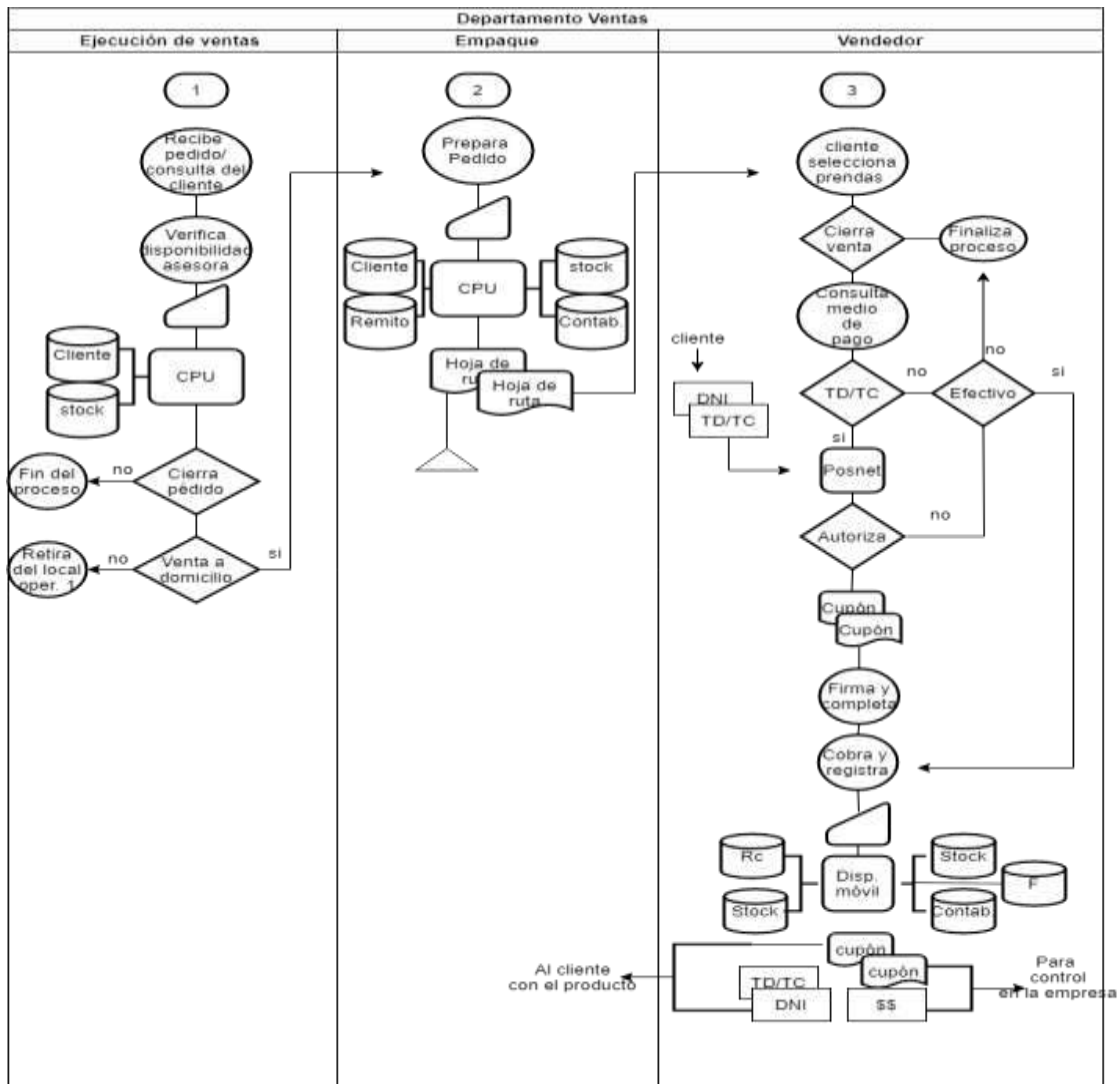 Departamento Ventas
Ejecución de ventas
Empaque
Vendedor
1
Recibe
pedido/
consulta del
cliente
Verifica
disponibilidad
asesora
Cliente
stock
CPU
Cierra
pedido
no
Fin del
proceso
Venta a
domicilio
no
si
Retira
del local
oper. 1
2
Prepara
Pedido
Cliente
Remito
CPU
stock
Contab.
Hoja de
ru
Hoja de
ruta
3
cliente
selecciona
prendas
Cierra
venta
Finaliza
proceso
Consulta
medio
de
pago
cliente
DNI
TD/TC
TD/TC
no
Efectivo
no
si
si
Posnet
Autoriza
no
Cupón
Cupón
Firma y
completa
Cobra y
registra
Rc
Stock
Disp.
móvil
Stock
F
Contab.
cupón
cupón
Al cliente
con el producto
TD/TC
DNI
$$
Para
control
en la empresa